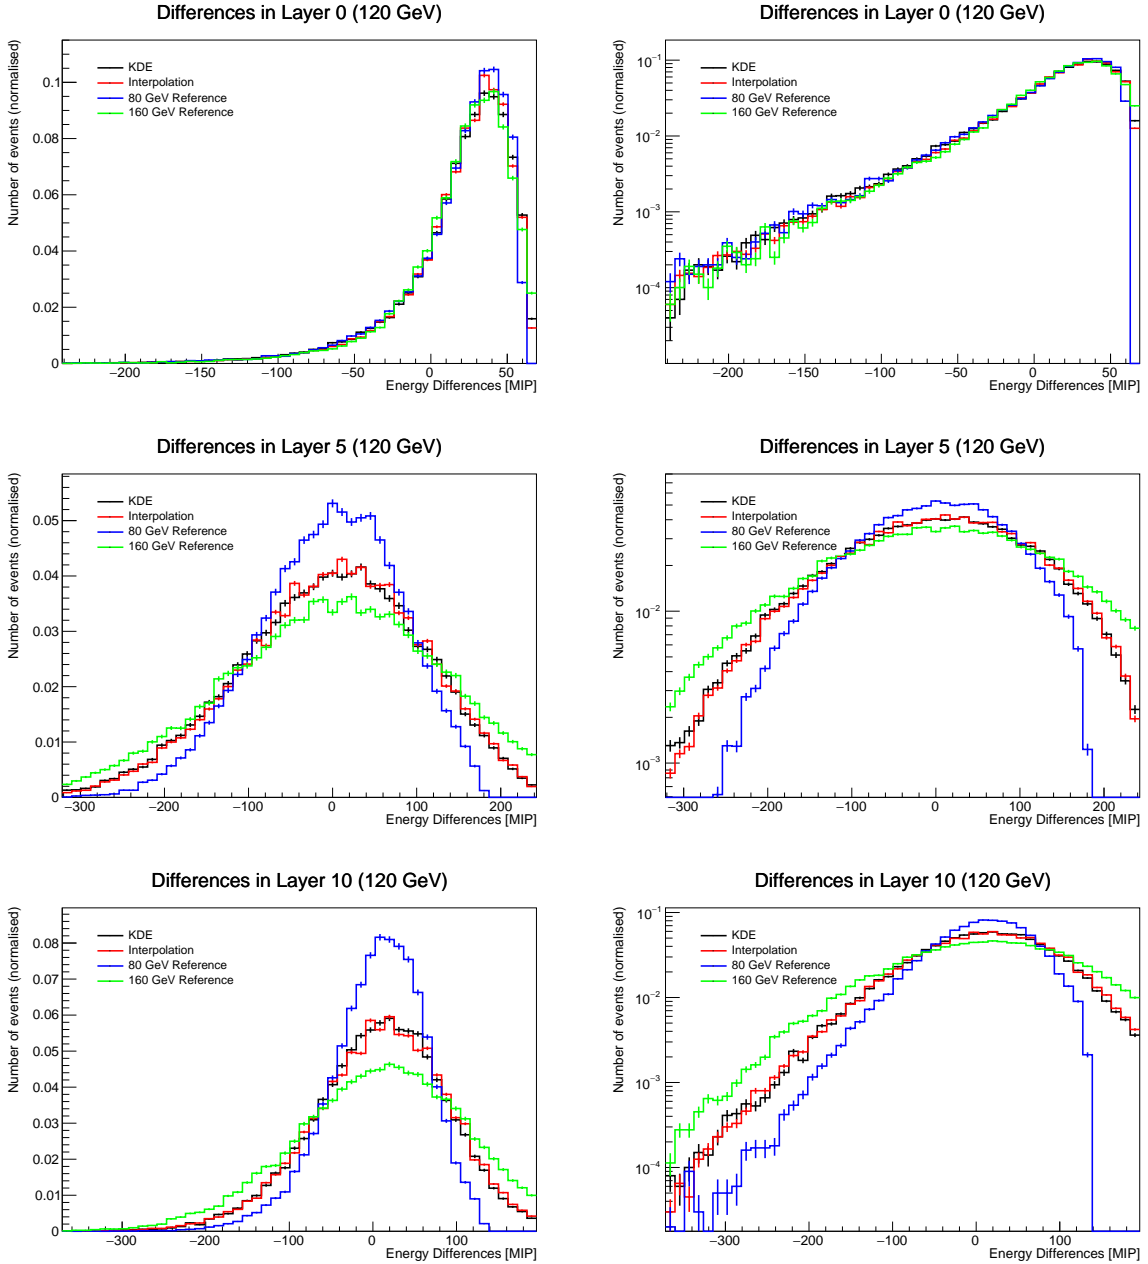 Differences in Layer 0 (120 GeV)
Number of events (normalised)
KDE
Interpolation
80 GeV Reference
160 GeV Reference
0.1
0.08
0.06
0.04
0.02
0
−200
−150
−100
−50
0
50
Energy Differences [MIP]
Differences in Layer 0 (120 GeV)
Number of events (normalised)
KDE
Interpolation
80 GeV Reference
160 GeV Reference
10−1
10−2
10−3
10−4
−200
−150
−100
−50
0
50
Energy Differences [MIP]
Differences in Layer 5 (120 GeV)
Number of events (normalised)
KDE
Interpolation
80 GeV Reference
160 GeV Reference
0.05
0.04
0.03
0.02
0.01
0
−300
−200
−100
0
100
200
Energy Differences [MIP]
Differences in Layer 5 (120 GeV)
Number of events (normalised)
KDE
Interpolation
80 GeV Reference
160 GeV Reference
10−2
10−3
−300
−200
−100
0
100
200
Energy Differences [MIP]
Differences in Layer 10 (120 GeV)
Number of events (normalised)
KDE
Interpolation
80 GeV Reference
160 GeV Reference
0.08
0.07
0.06
0.05
0.04
0.03
0.02
0.01
0
−300
−200
−100
0
100
Energy Differences [MIP]
Differences in Layer 10 (120 GeV)
Number of events (normalised)
KDE
Interpolation
80 GeV Reference
160 GeV Reference
10−1
10−2
10−3
10−4
−300
−200
−100
0
100
Energy Differences [MIP]